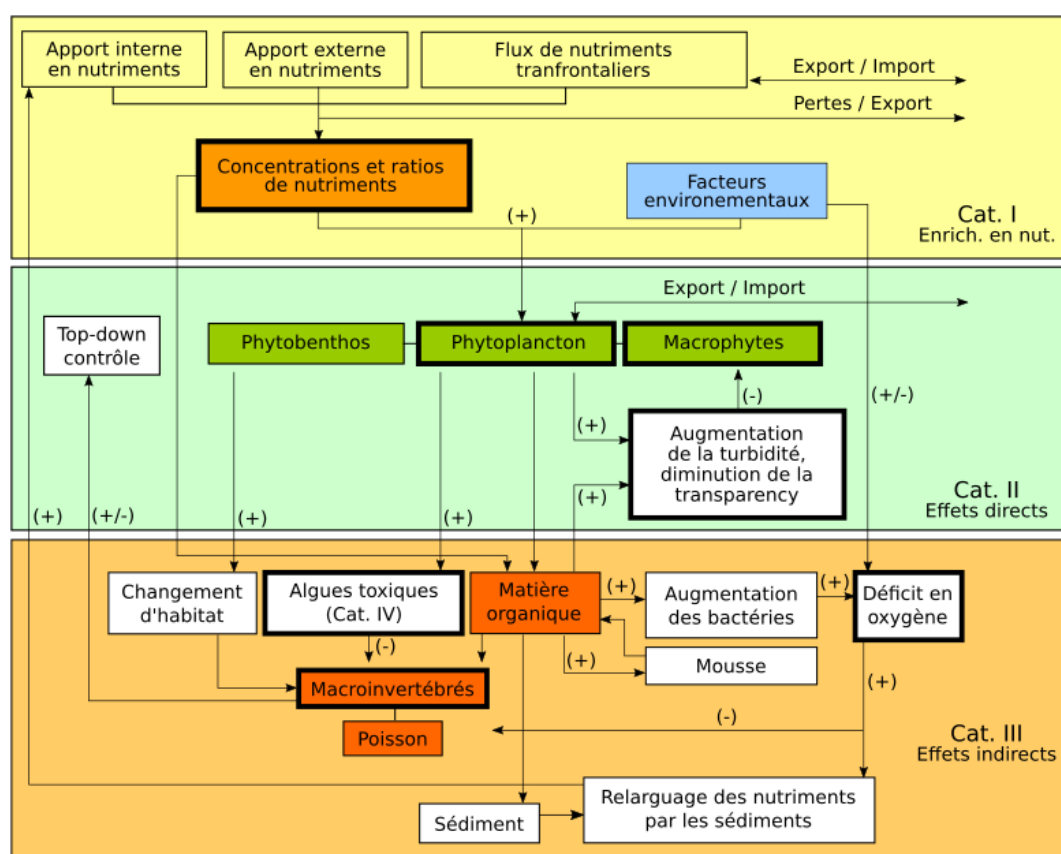 Apport interne
en nutriments
Apport externe
en nutriments
Flux de nutriments
tranfrontaliers
Export / Import
Pertes / Export
Concentrations et ratios
de nutriments
Facteurs
environementaux
(+)
Cat. I
Enrich. en nut.
Export / Import
Top-down
contrôle
Phytobenthos
Phytoplancton
Macrophytes
(+/-)
(-)
(+)
Augmentation
de la turbidité,
diminution de la
transparency
(+)
Cat. II
Effets directs
(+)
(+/-)
(+)
(+)
Changement
d'habitat
Algues toxiques
(Cat. IV)
Matière
organique
(+)
Augmentation
des bactéries
(+)
Déficit en
oxygène
(-)
(+)
Mousse
(+)
Macroinvertébrés
(-)
Poisson
Cat. III
Effets indirects
Sédiment
Relarguage des nutriments
par les sédiments